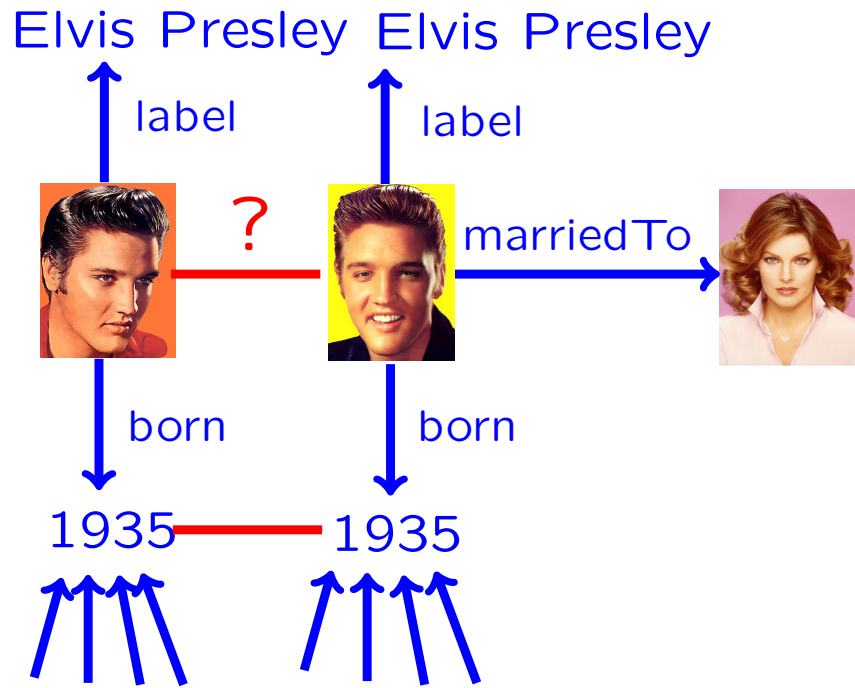 Elvis Presley Elvis Presley
label label
?
marriedTo
born born
1935 1935